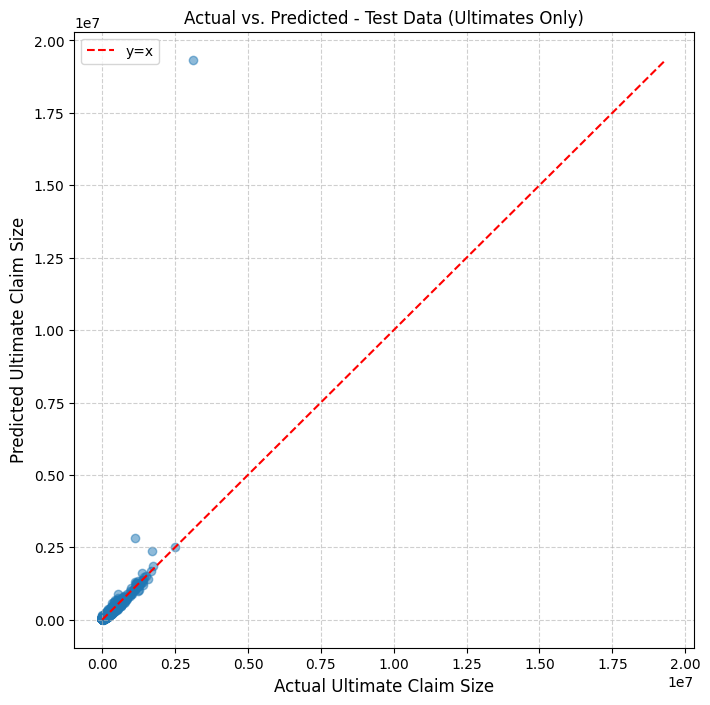 Actual vs. Predicted - Test Data (Ultimates Only)
1e7
y=x
2.00
1.75
1.50
1.25
1.00
0.75
0.50
0.25
0.00
Predicted Ultimate Claim Size
0.00 0.25 0.50 0.75 1.00 1.25 1.50 1.75 2.00
1e7
Actual Ultimate Claim Size